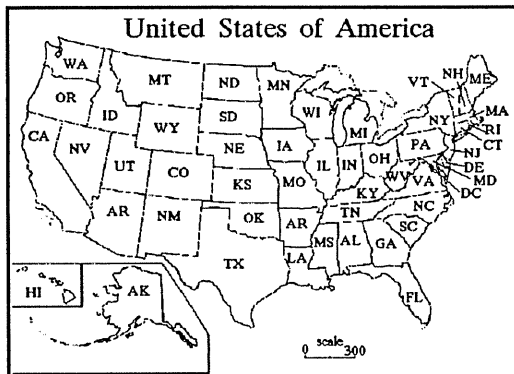 United States of America
WA
MT
ND
MN
VT
NH
ME
OR
ID
WY
SD
WI
MI
NY
MA
RI
CT
CA
NV
UT
CO
NE
IA
IL
IN
OH
PA
NJ
DE
MD
DC
KS
MO
KY
WV
VA
AR
NM
OK
AR
TN
NC
SC
TX
LA
MS
AL
GA
FL
HI
AK
scale
0 300